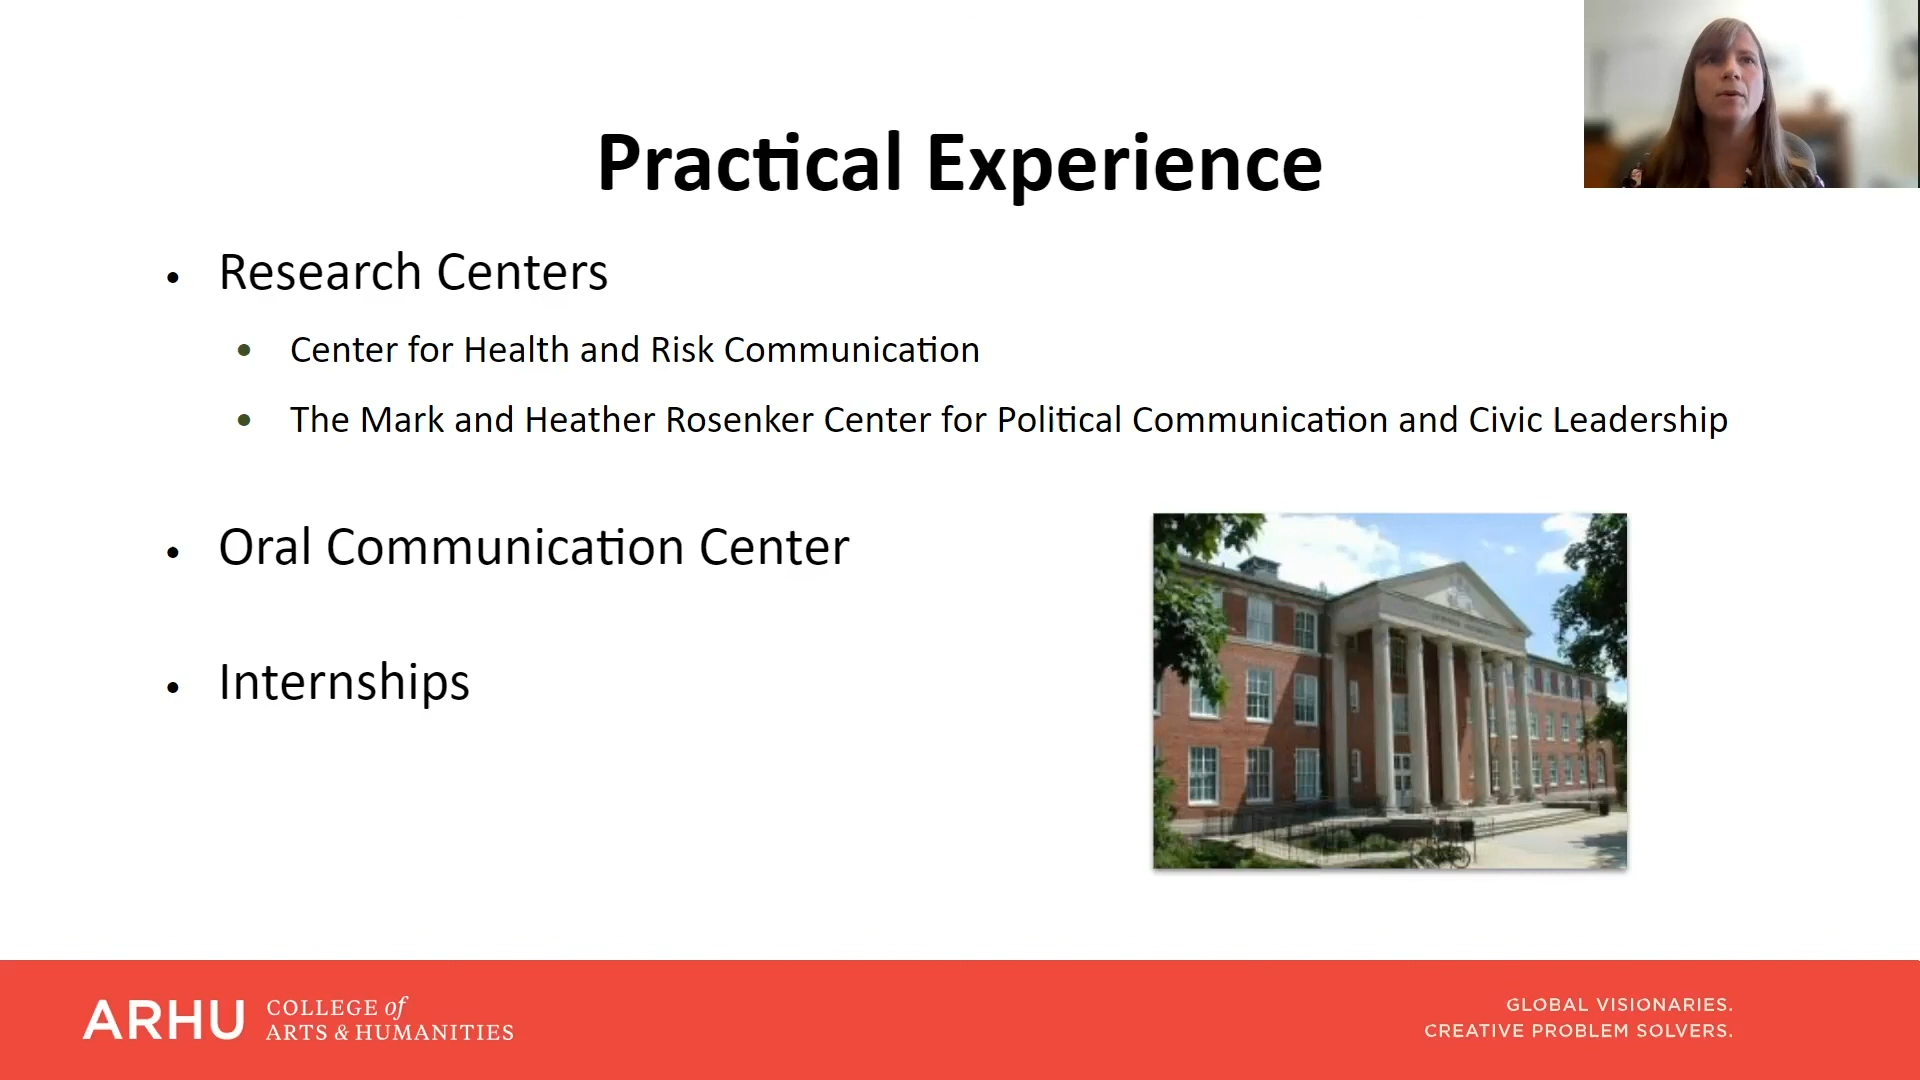 Practical Experience
• Research Centers
• Center for Health and Risk Communication
• The Mark and Heather Rosenker Center for Political Communication and Civic Leadership
• Oral Communication Center
• Internships
ARHU
COLLEGE of
ARTS & HUMANITIES
GLOBAL VISIONARIES.
CREATIVE PROBLEM SOLVERS.